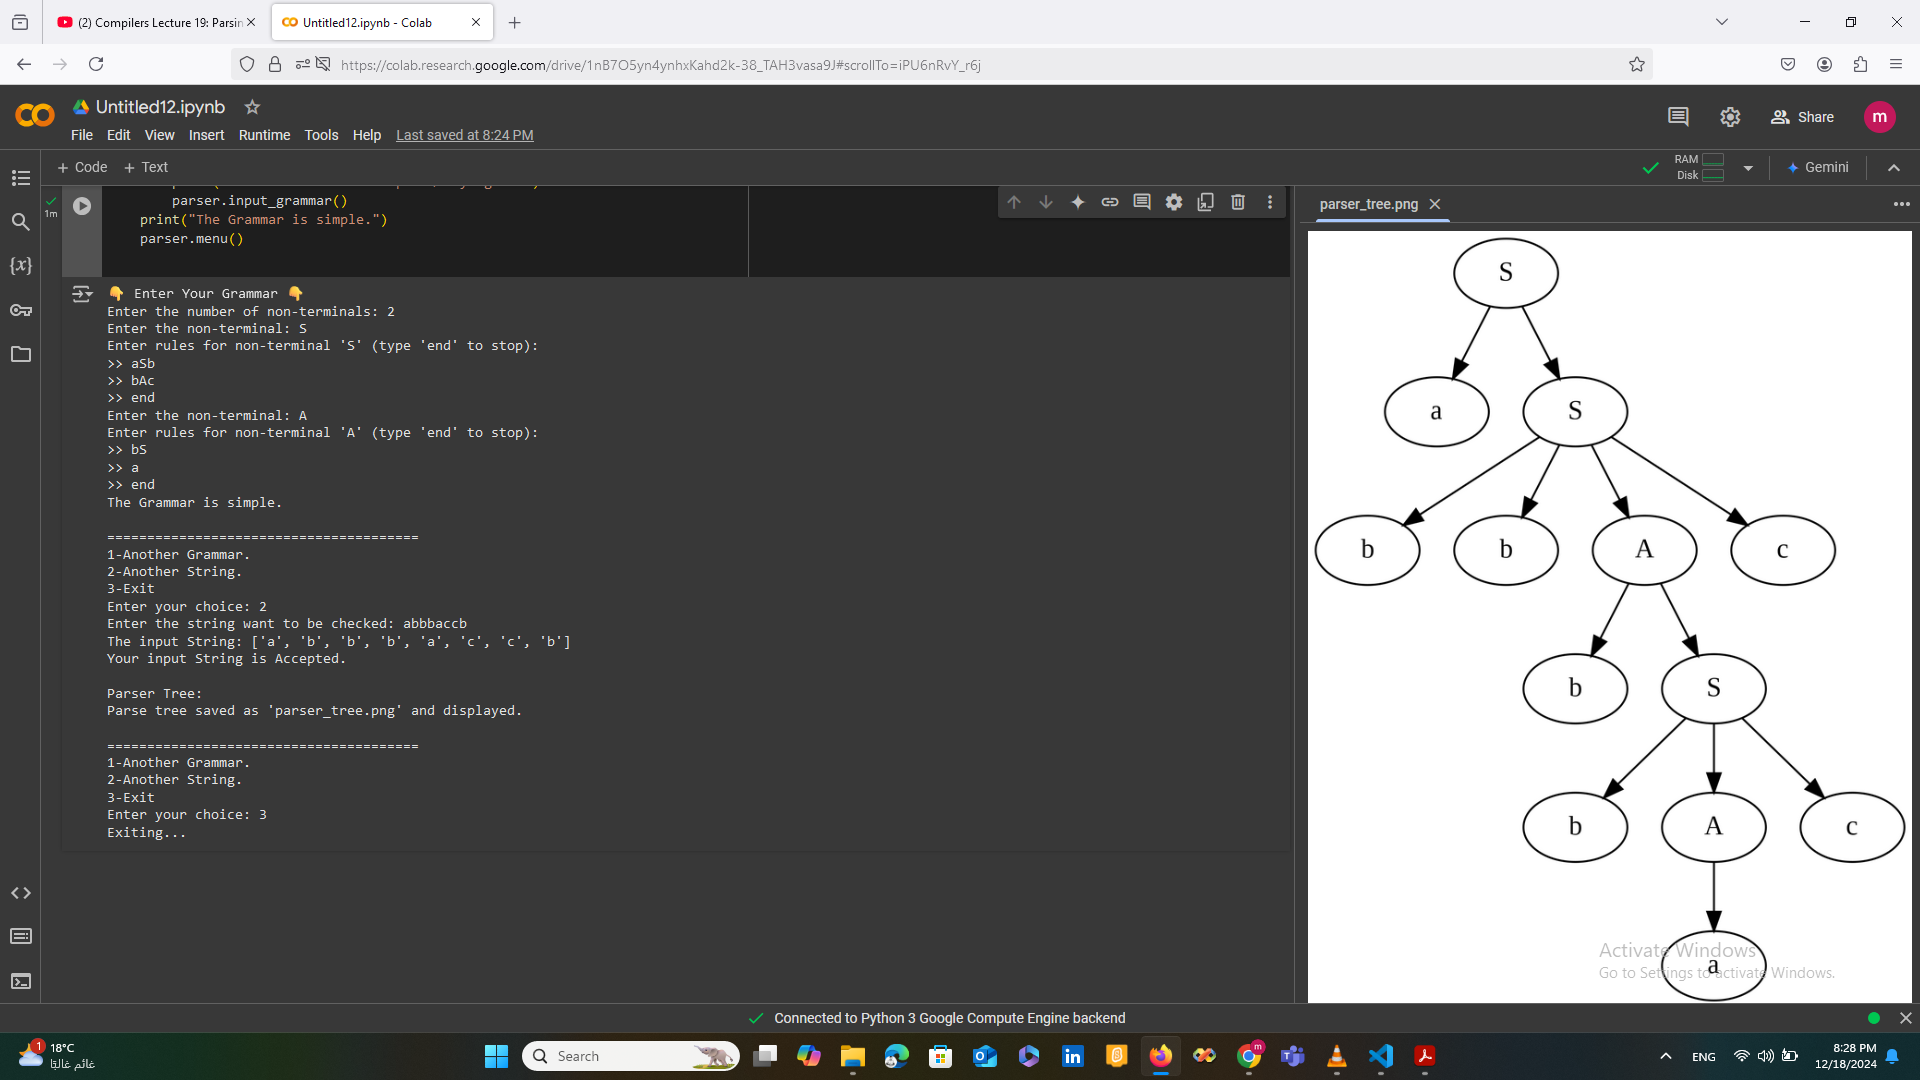 (2) Compilers Lecture 19: Parsin
Untitled12.ipynb - Colab
https://colab.research.google.com/drive/1nB7O5yn4ynhxKahd2k-38_TAH3vasa9J#scrollTo=iPU6nRvY_r6j
Untitled12.ipynb
File Edit View Insert Runtime Tools Help Last saved at 8:24 PM
Share
m
+ Code + Text
RAM
Disk
Gemini
{x}
1m
parser.input_grammar()
print("The Grammar is simple.")
parser.menu()
👇 Enter Your Grammar 👇
Enter the number of non-terminals: 2
Enter the non-terminal: S
Enter rules for non-terminal 'S' (type 'end' to stop):
>> aSb
>> bAc
>> end
Enter the non-terminal: A
Enter rules for non-terminal 'A' (type 'end' to stop):
>> bS
>> a
>> end
The Grammar is simple.
=======================================
1-Another Grammar.
2-Another String.
3-Exit
Enter your choice: 2
Enter the string want to be checked: abbbaccb
The input String: ['a', 'b', 'b', 'b', 'a', 'c', 'c', 'b']
Your input String is Accepted.
Parser Tree:
Parse tree saved as 'parser_tree.png' and displayed.
=======================================
1-Another Grammar.
2-Another String.
3-Exit
Enter your choice: 3
Exiting...
parser_tree.png
S
a S
b b A c
b S
b A c
a
Activate Windows
Go to Settings to activate Windows.
Connected to Python 3 Google Compute Engine backend
1
18°C
غائم غالبًا
Search
m
ENG
8:28 PM
12/18/2024